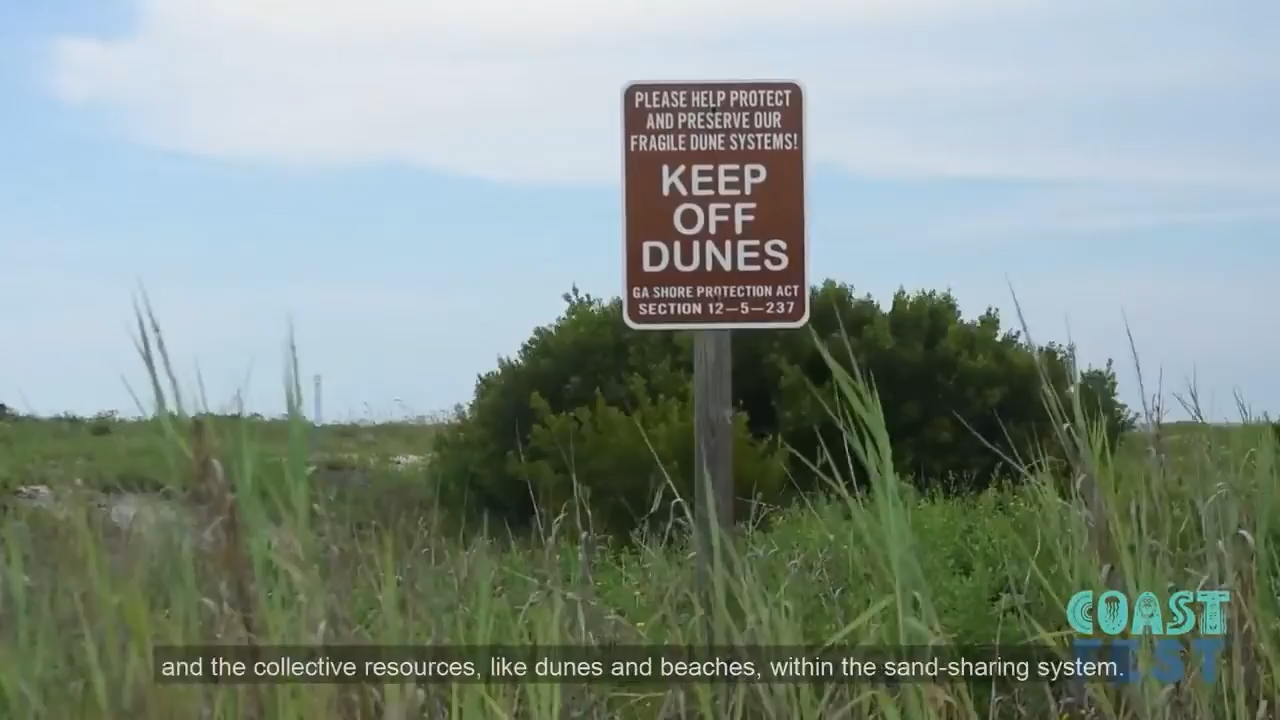 PLEASE HELP PROTECT
AND PRESERVE OUR
FRAGILE DUNE SYSTEMS!
KEEP
OFF
DUNES
GA SHORE PROTECTION ACT
SECTION 12-5-237
COAST
FEST
and the collective resources, like dunes and beaches, within the sand-sharing system.